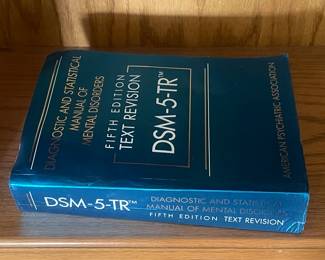 DIAGNOSTIC AND STATISTICAL
MANUAL OF
MENTAL DISORDERS
FIFTH EDITION
TEXT REVISION
DSM-5-TR™
AMERICAN PSYCHIATRIC ASSOCIATION
DSM-5-TR™
DIAGNOSTIC AND STATISTICAL
MANUAL OF MENTAL DISORDERS
FIFTH EDITION TEXT REVISION